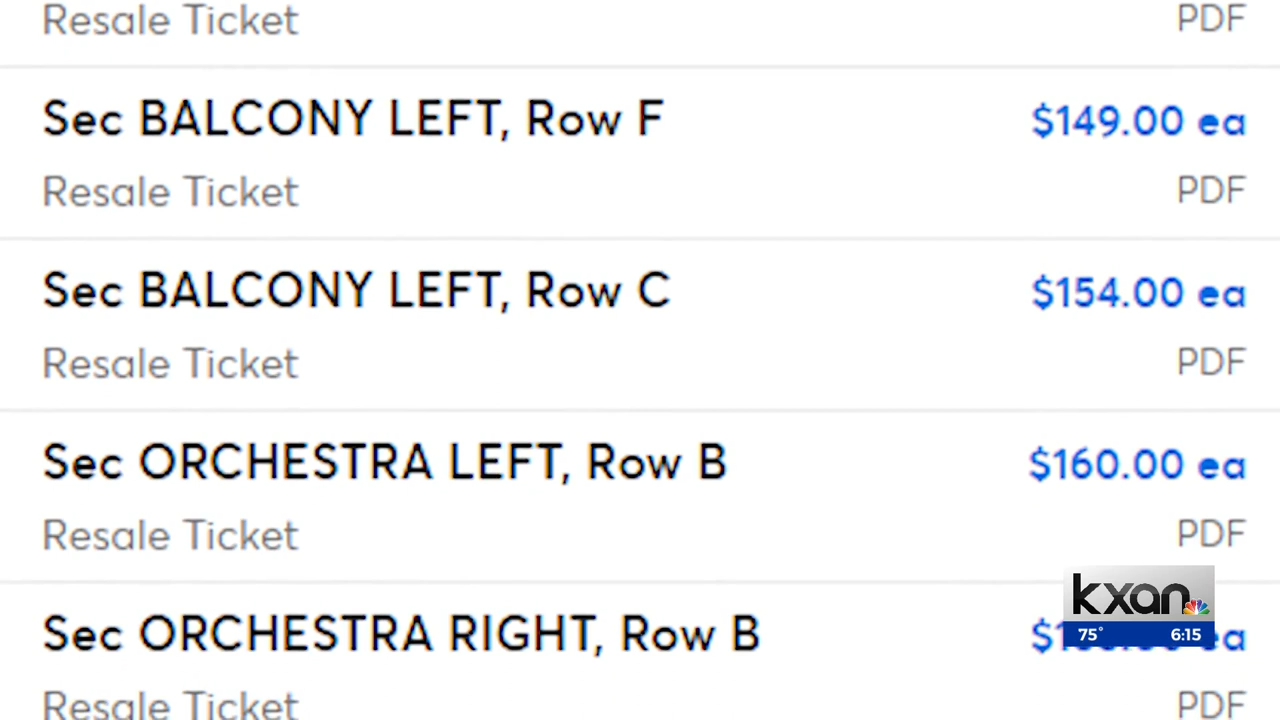 Resale Ticket PDF
Sec BALCONY LEFT, Row F $149.00 ea
Resale Ticket PDF
Sec BALCONY LEFT, Row C $154.00 ea
Resale Ticket PDF
Sec ORCHESTRA LEFT, Row B $160.00 ea
Resale Ticket PDF
kxan
Sec ORCHESTRA RIGHT, Row B ea
75° 6:15
Resale Ticket PDF